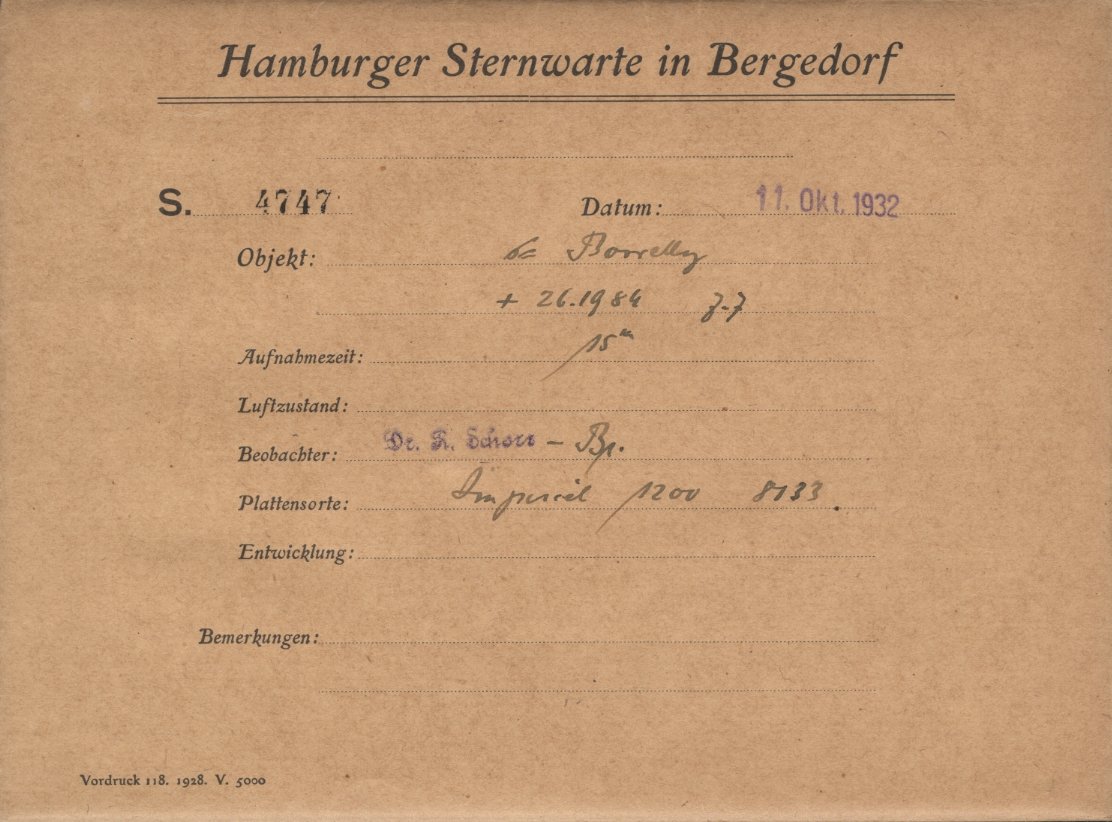 Hamburger Sternwarte in Bergedorf
S. 4747 Datum: 11. Okt. 1932
Objekt: Borrelly
+ 26.1984
Aufnahmezeit: 15m
Luftzustand:
Beobachter: Dr. R. Schorr –
Plattensorte: Imperial 1200 8133
Entwicklung:
Bemerkungen:
Vordruck 118. 1928. V. 5000